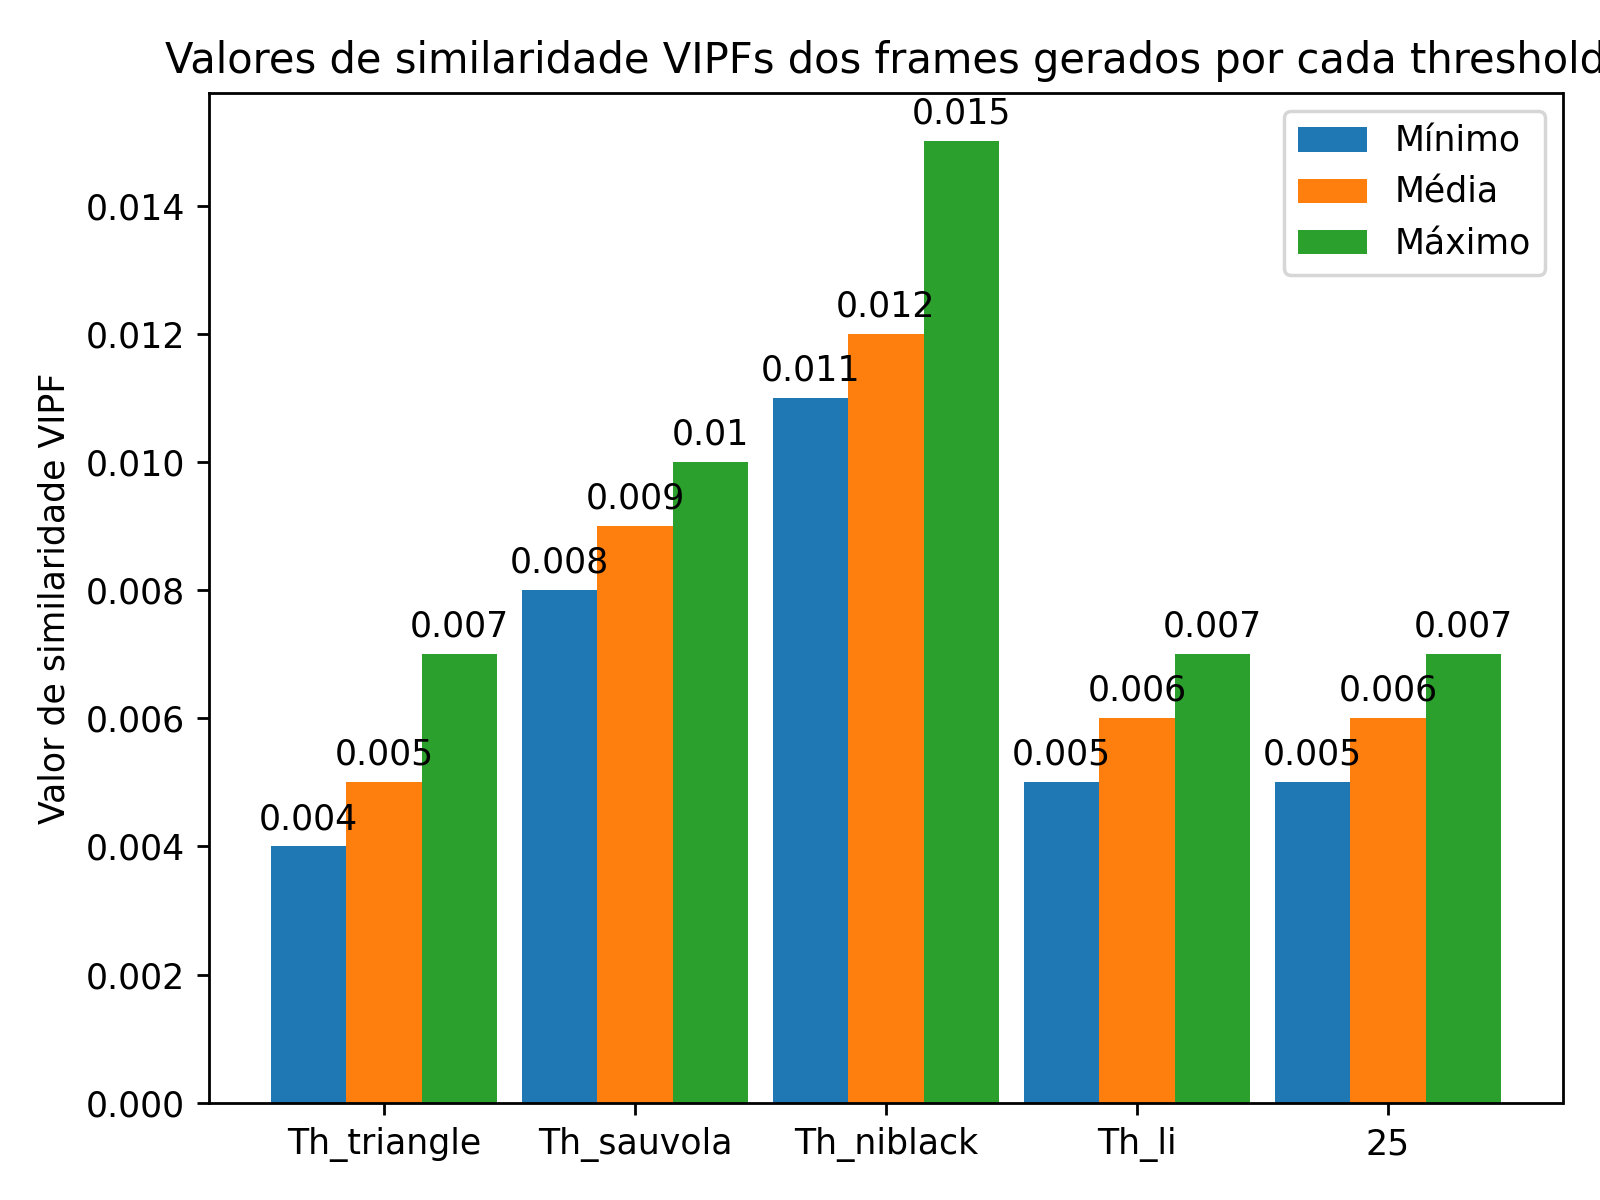 Valores de similaridade VIPFs dos frames gerados por cada threshold
Mínimo
Média
Máximo
Valor de similaridade VIPF
0.014
0.012
0.010
0.008
0.006
0.004
0.002
0.000
0.004
0.005
0.007
0.008
0.009
0.01
0.011
0.012
0.015
0.005
0.006
0.007
0.005
0.006
0.007
Th_triangle
Th_sauvola
Th_niblack
Th_li
25